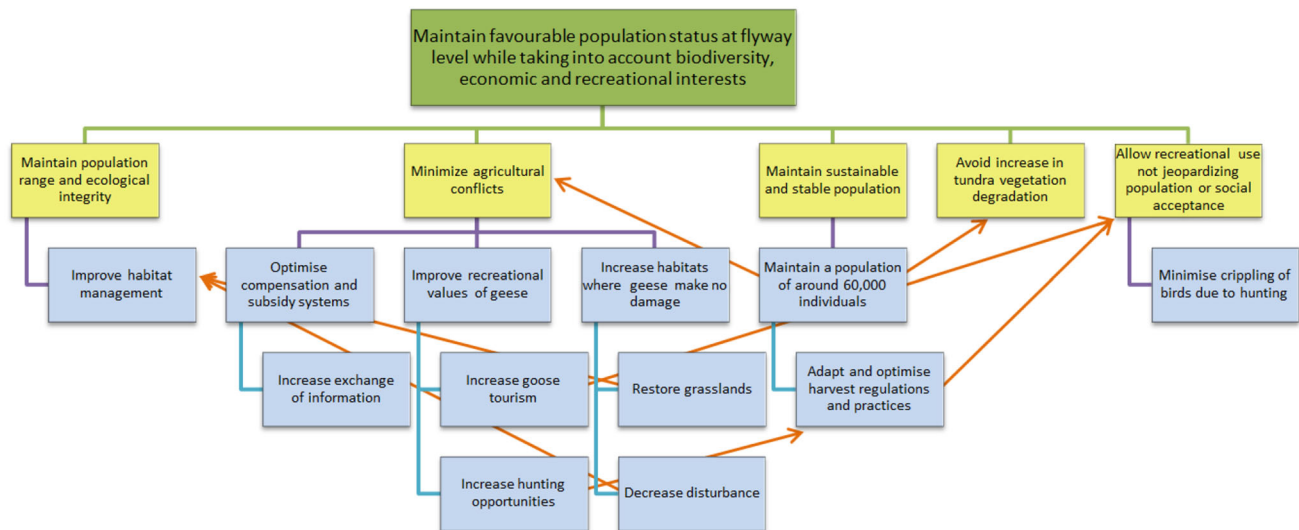 Maintain favourable population status at flyway
level while taking into account biodiversity,
economic and recreational interests
Maintain population
range and ecological
integrity
Minimize agricultural
conflicts
Maintain sustainable
and stable population
Avoid increase in
tundra vegetation
degradation
Allow recreational use
not jeopardizing
population or social
acceptance
Improve habitat
management
Optimise
compensation and
subsidy systems
Improve recreational
values of geese
Increase habitats
where geese make no
damage
Maintain a population
of around 60,000
individuals
Minimise crippling of
birds due to hunting
Increase exchange
of information
Increase goose
tourism
Restore grasslands
Adapt and optimise
harvest regulations
and practices
Increase hunting
opportunities
Decrease disturbance